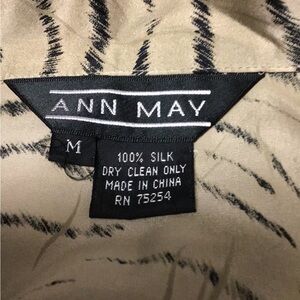 ANN MAY
M
100% SILK
DRY CLEAN ONLY
MADE IN CHINA
RN 75254